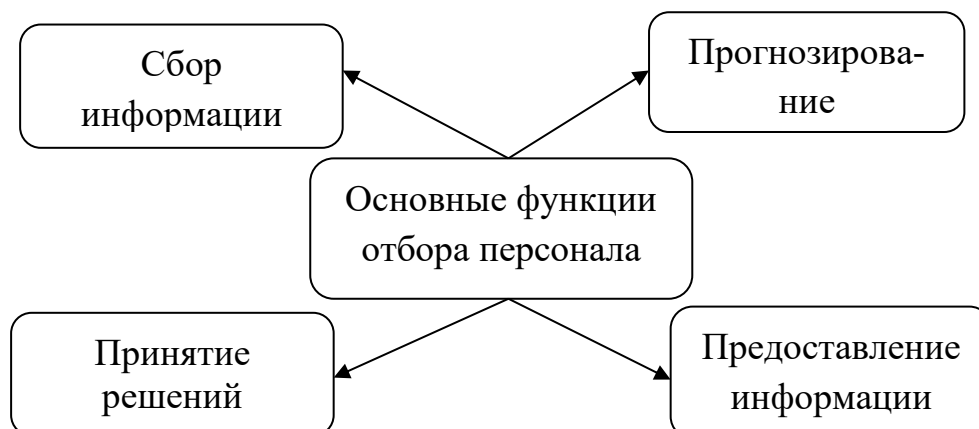 Сбор
информации
Прогнозирова-
ние
Основные функции
отбора персонала
Принятие
решений
Предоставление
информации